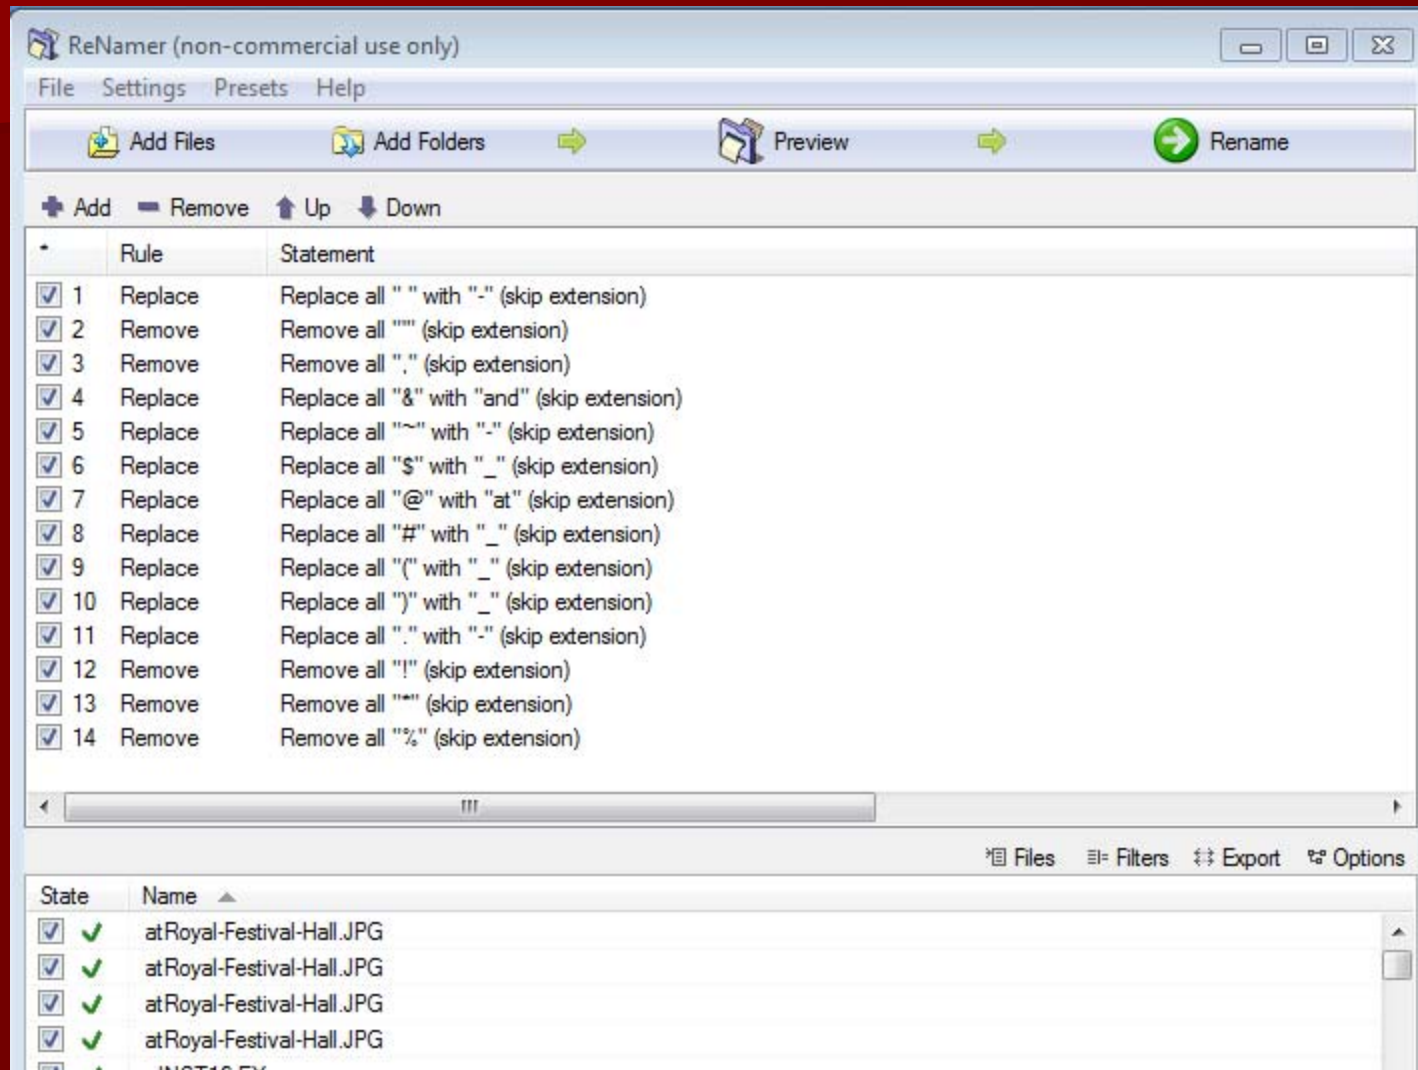 ReNamer (non-commercial use only)
File Settings Presets Help
Add Files Add Folders Preview Rename
Add Remove Up Down
* Rule Statement
1 Replace Replace all " " with "-" (skip extension)
2 Remove Remove all "'" (skip extension)
3 Remove Remove all "," (skip extension)
4 Replace Replace all "&" with "and" (skip extension)
5 Replace Replace all "~" with "-" (skip extension)
6 Replace Replace all "$" with "_" (skip extension)
7 Replace Replace all "@" with "at" (skip extension)
8 Replace Replace all "#" with "_" (skip extension)
9 Replace Replace all "(" with "_" (skip extension)
10 Replace Replace all ")" with "_" (skip extension)
11 Replace Replace all "." with "-" (skip extension)
12 Remove Remove all "!" (skip extension)
13 Remove Remove all "*" (skip extension)
14 Remove Remove all "%" (skip extension)
Files Filters Export Options
State Name
atRoyal-Festival-Hall.JPG
atRoyal-Festival-Hall.JPG
atRoyal-Festival-Hall.JPG
atRoyal-Festival-Hall.JPG